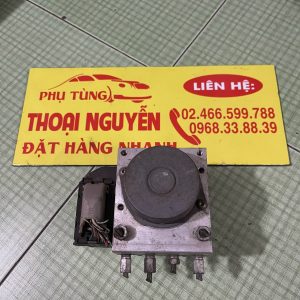 PHỤ TÙNG
THOẠI NGUYỄN
ĐẶT HÀNG NHANH
LIÊN HỆ:
02.466.599.788
0968.33.88.39